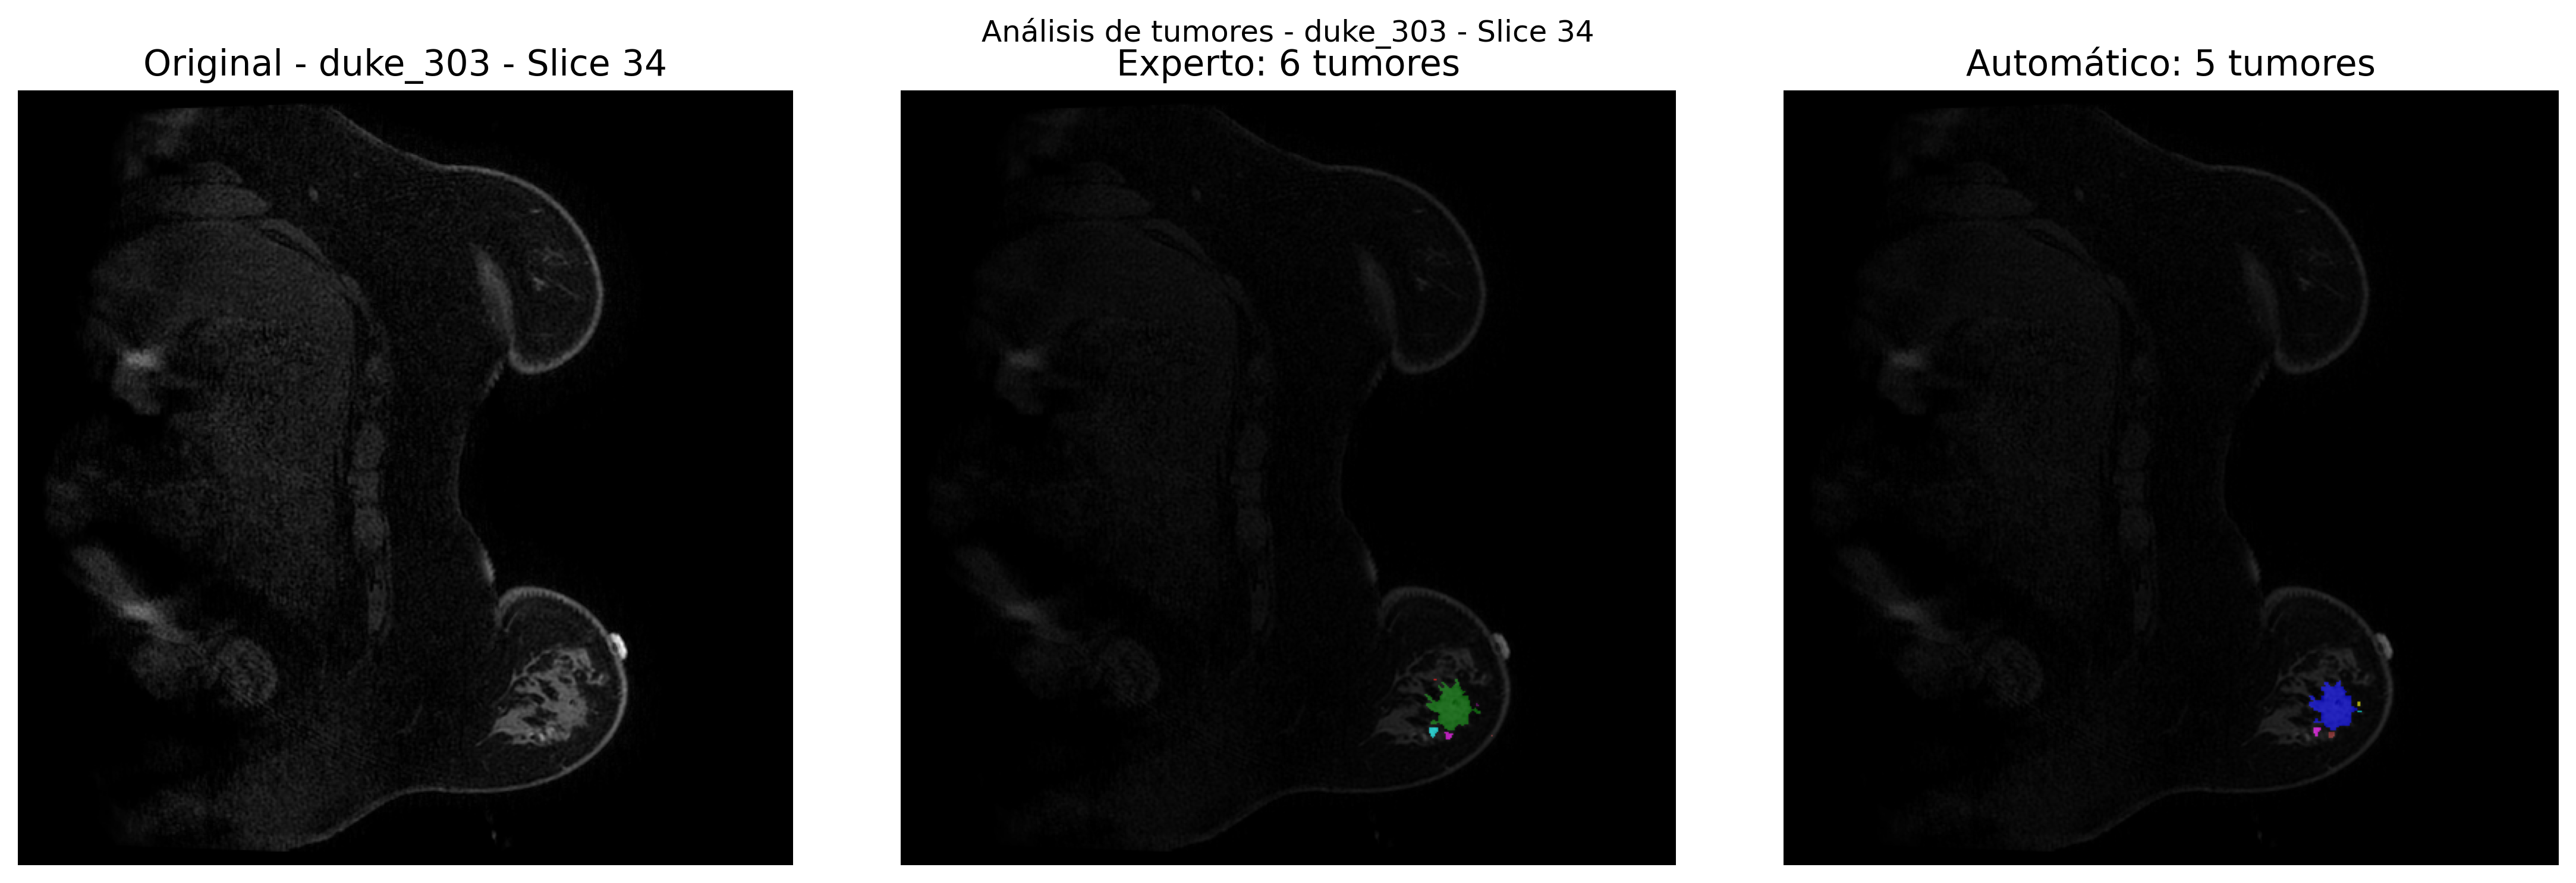 Análisis de tumores - duke_303 - Slice 34
Original - duke_303 - Slice 34
Experto: 6 tumores
Automático: 5 tumores